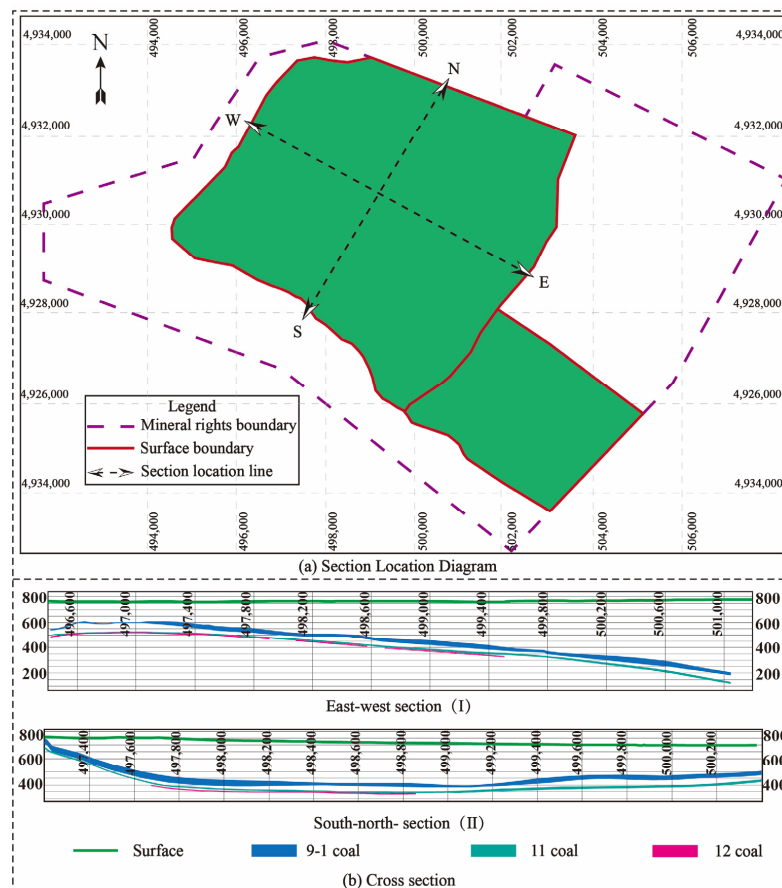 494,000 496,000 498,000 500,000 502,000 504,000 506,000
4,934,000 4,934,000
N
N
4,932,000 W 4,932,000
4,930,000 4,930,000
E
4,928,000 S 4,928,000
4,926,000 4,926,000
Legend
Mineral rights boundary
Surface boundary
Section location line
4,934,000 4,934,000
494,000 496,000 498,000 500,000 502,000 504,000 506,000
(a) Section Location Diagram
800 800
496,600 497,000 497,800 498,200 498,600 499,000 499,400 499,800 500,200 500,600 501,000
600 600
400 400
200 200
East-west section (I)
800 800
497,400 497,600 497,800 498,200 498,400 498,600 498,800 499,000 499,200 499,400 499,600 499,800 500,000 500,200
600 600
400 400
South-north- section (II)
Surface 9-1 coal 11 coal 12 coal
(b) Cross section